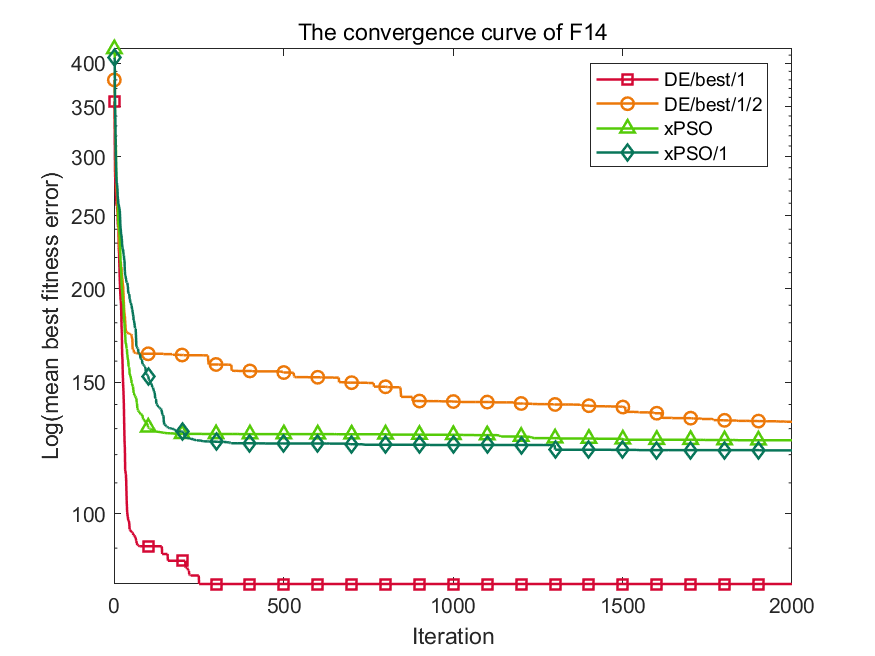 The convergence curve of F14
Log(mean best fitness error)
400
350
300
250
200
150
100
0
500
1000
1500
2000
Iteration
DE/best/1
DE/best/1/2
xPSO
xPSO/1